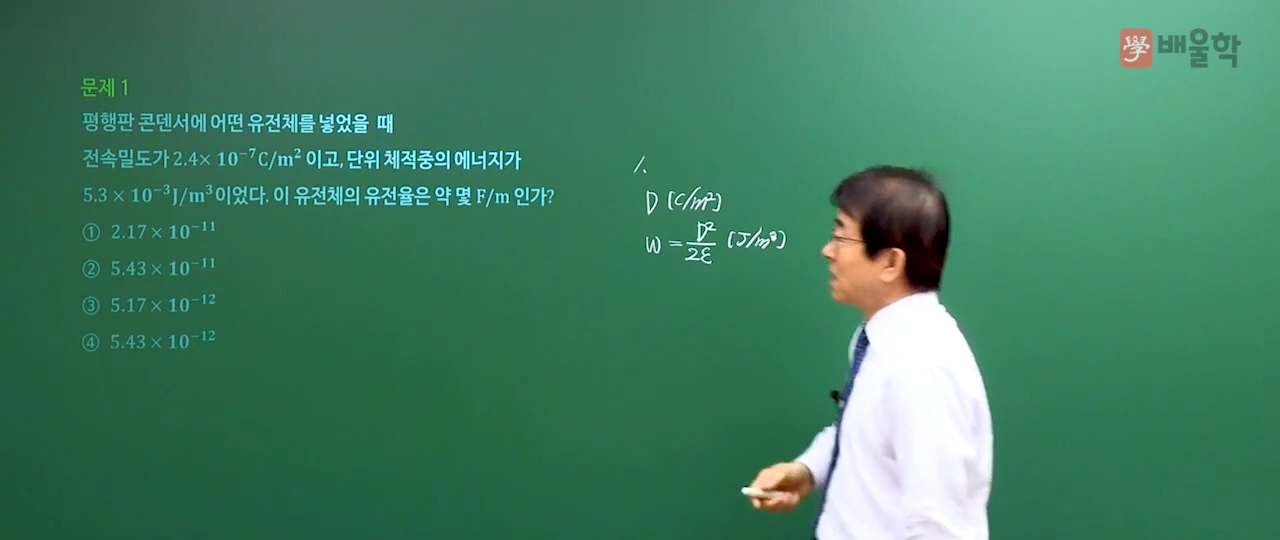 學 배울학
문제 1
평행판 콘덴서에 어떤 유전체를 넣었을 때
전속밀도가 2.4× 10⁻⁷C/m² 이고, 단위 체적중의 에너지가
5.3 × 10⁻³J/m³이었다. 이 유전체의 유전율은 약 몇 F/m 인가?
① 2.17 × 10⁻¹¹
② 5.43 × 10⁻¹¹
③ 5.17 × 10⁻¹²
④ 5.43 × 10⁻¹²
1.
D [C/m²]
W = D²/2ε [J/m³]